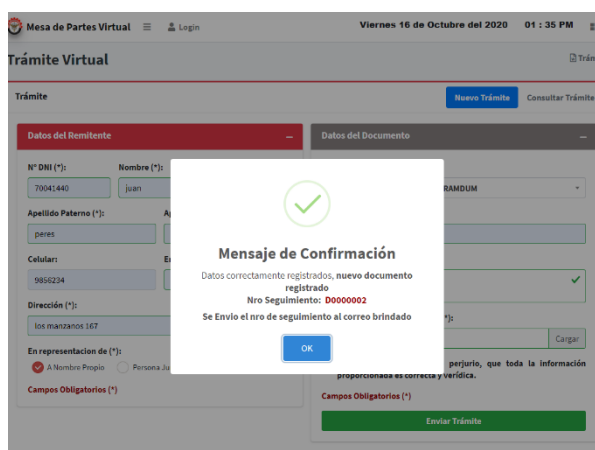 Mesa de Partes Virtual
Login
Viernes 16 de Octubre del 2020 01 : 35 PM
Trámite Virtual
Trámite
Nuevo Trámite
Consultar Trámite
Datos del Remitente
N° DNI (*):
Nombre (*):
70041440
juan
Apellido Paterno (*):
peres
Celular:
9856234
Dirección (*):
los manzanos 167
En representacion de (*):
A Nombre Propio
Persona
Campos Obligatorios (*)
Datos del Documento
Mensaje de Confirmación
Datos correctamente registrados, nuevo documento
registrado
Nro Seguimiento: D0000002
Se Envio el nro de seguimiento al correo brindado
OK
Cargar
perjurio, que toda la información
proporcionada es correcta y verídica.
Campos Obligatorios (*)
Enviar Trámite